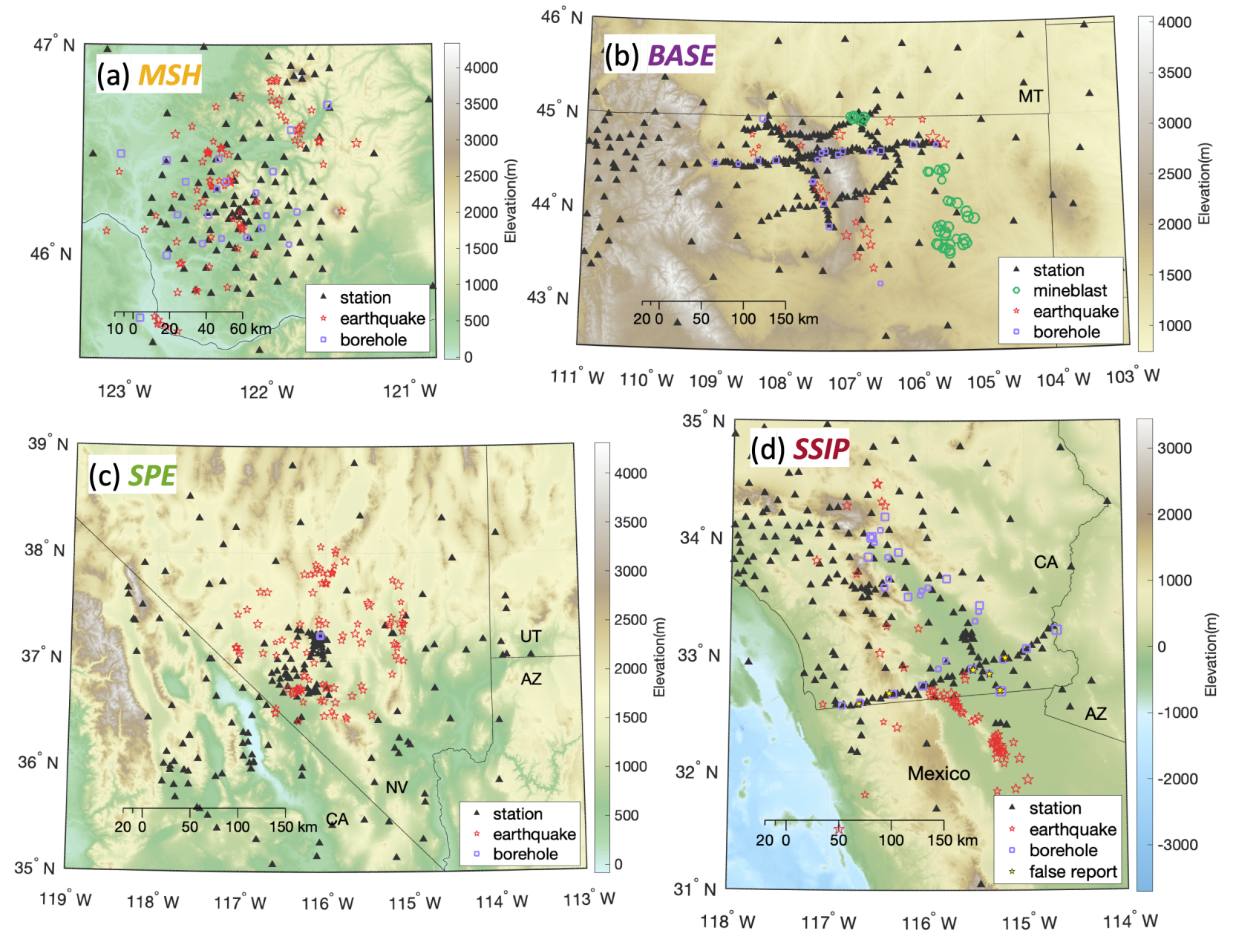 (a) MSH
47° N
46° N
123° W
122° W
121° W
10 0 20 40 60 km
station
earthquake
borehole
4000
3500
3000
2500
2000
1500
1000
500
0
Elevation(m)
(b) BASE
46° N
45° N
44° N
43° N
MT
20 0 50 100 150 km
station
mineblast
earthquake
borehole
111° W
110° W
109° W
108° W
107° W
106° W
105° W
104° W
103° W
4000
3500
3000
2500
2000
1500
1000
Elevation(m)
(c) SPE
39° N
38° N
37° N
36° N
35° N
UT
AZ
NV
CA
20 0 50 100 150 km
station
earthquake
borehole
119° W
118° W
117° W
116° W
115° W
114° W
113° W
4000
3500
3000
2500
2000
1500
1000
500
0
Elevation(m)
(d) SSIP
35° N
34° N
33° N
32° N
31° N
CA
AZ
Mexico
20 0 50 100 150 km
station
earthquake
borehole
false report
118° W
117° W
116° W
115° W
114° W
3000
2000
1000
0
-1000
-2000
-3000
Elevation(m)